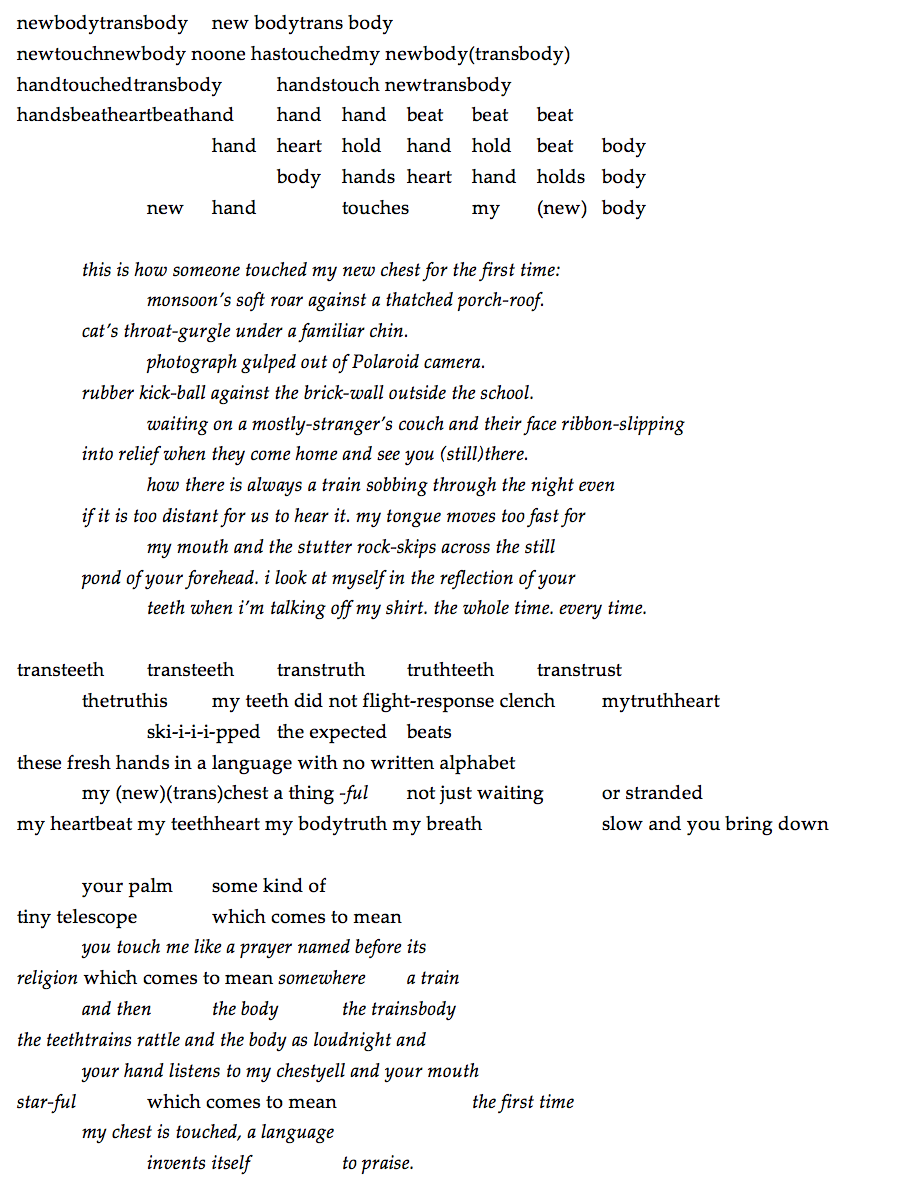 newbodytransbody new bodytrans body
newtouchnewbody noone hastouchedmy newbody(transbody)
handtouchedtransbody handstouch newtransbody
handsbeatheartbeathand hand hand beat beat beat
hand heart hold hand hold beat body
body hands heart hand holds body
new hand touches my (new) body
this is how someone touched my new chest for the first time:
monsoon's soft roar against a thatched porch-roof.
cat's throat-gurgle under a familiar chin.
photograph gulped out of Polaroid camera.
rubber kick-ball against the brick-wall outside the school.
waiting on a mostly-stranger's couch and their face ribbon-slipping
into relief when they come home and see you (still)there.
how there is always a train sobbing through the night even
if it is too distant for us to hear it. my tongue moves too fast for
my mouth and the stutter rock-skips across the still
pond of your forehead. i look at myself in the reflection of your
teeth when i'm talking off my shirt. the whole time. every time.
transteeth transteeth transtruth truthteeth transtrust
thetruthis my teeth did not flight-response clench mytruthheart
ski-i-i-i-pped the expected beats
these fresh hands in a language with no written alphabet
my (new)(trans)chest a thing -ful not just waiting or stranded
my heartbeat my teethheart my bodytruth my breath slow and you bring down
your palm some kind of
tiny telescope which comes to mean
you touch me like a prayer named before its
religion which comes to mean somewhere a train
and then the body the trainsbody
the teethtrains rattle and the body as loudnight and
your hand listens to my chestyell and your mouth
star-ful which comes to mean the first time
my chest is touched, a language
invents itself to praise.